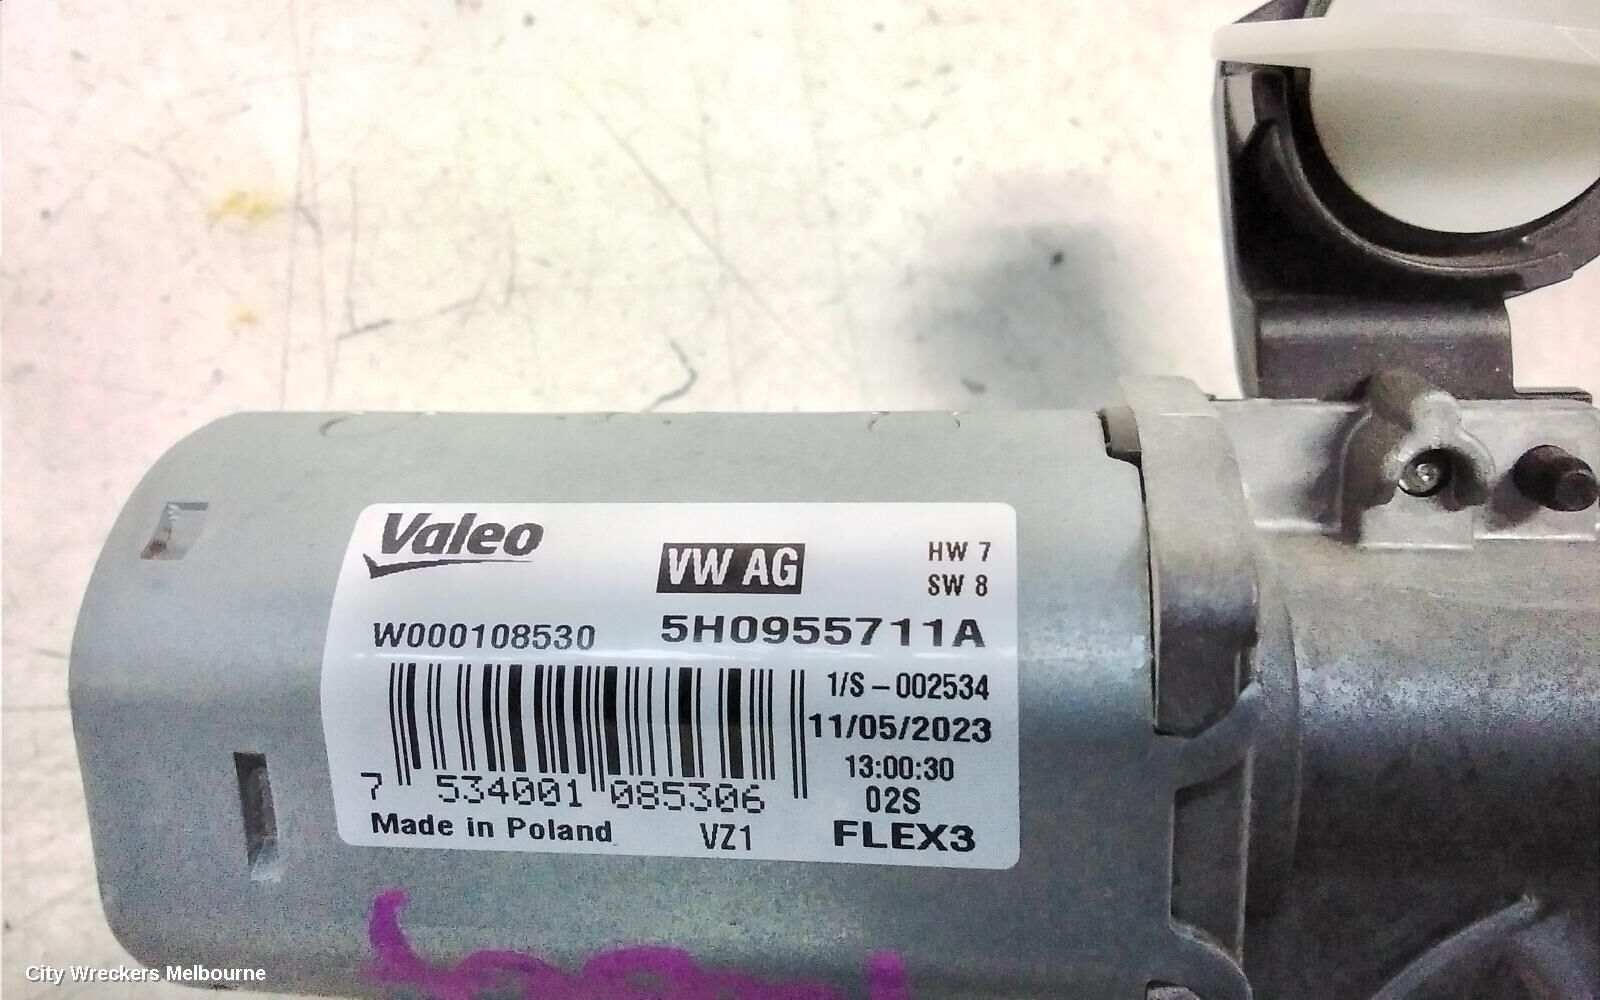 Valeo
VW AG
HW 7
SW 8
W000108530
5H0955711A
1/S – 002534
11/05/2023
13:00:30
7 534001 085306
02S
Made in Poland
VZ1
FLEX3
City Wreckers Melbourne